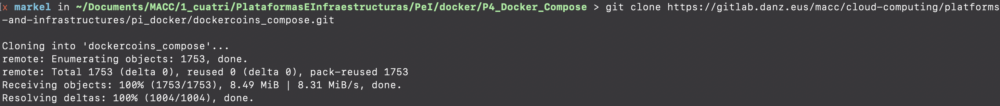 x markel in ~/Documents/MACC/1_cuatri/PlataformasEInfraestructuras/PeI/docker/P4_Docker_Compose > git clone https://gitlab.danz.eus/macc/cloud-computing/platforms
-and-infrastructures/pi_docker/dockercoins_compose.git
Cloning into 'dockercoins_compose'...
remote: Enumerating objects: 1753, done.
remote: Total 1753 (delta 0), reused 0 (delta 0), pack-reused 1753
Receiving objects: 100% (1753/1753), 8.49 MiB | 8.31 MiB/s, done.
Resolving deltas: 100% (1004/1004), done.